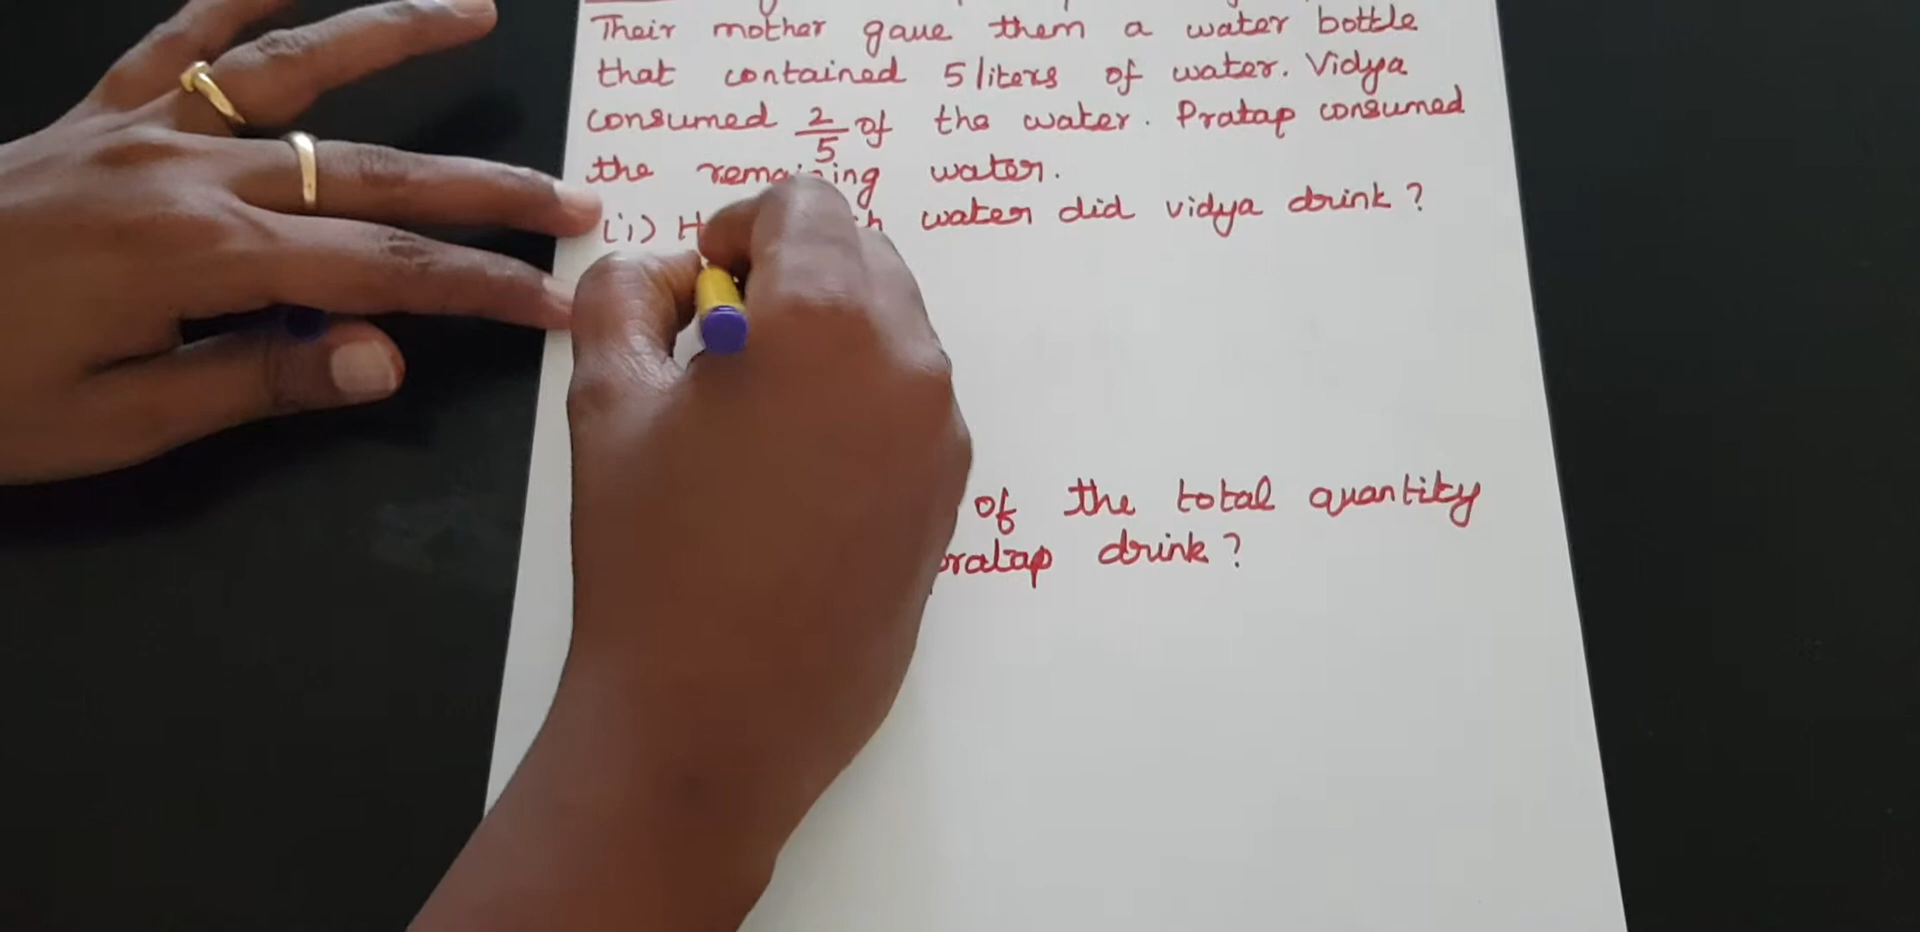 Their mother gave them a water bottle
that contained 5 liters of water. Vidya
consumed 2/5 of the water. Pratap consumed
the remaining water.
(i) water did vidya drink?
of the total quantity
drink?